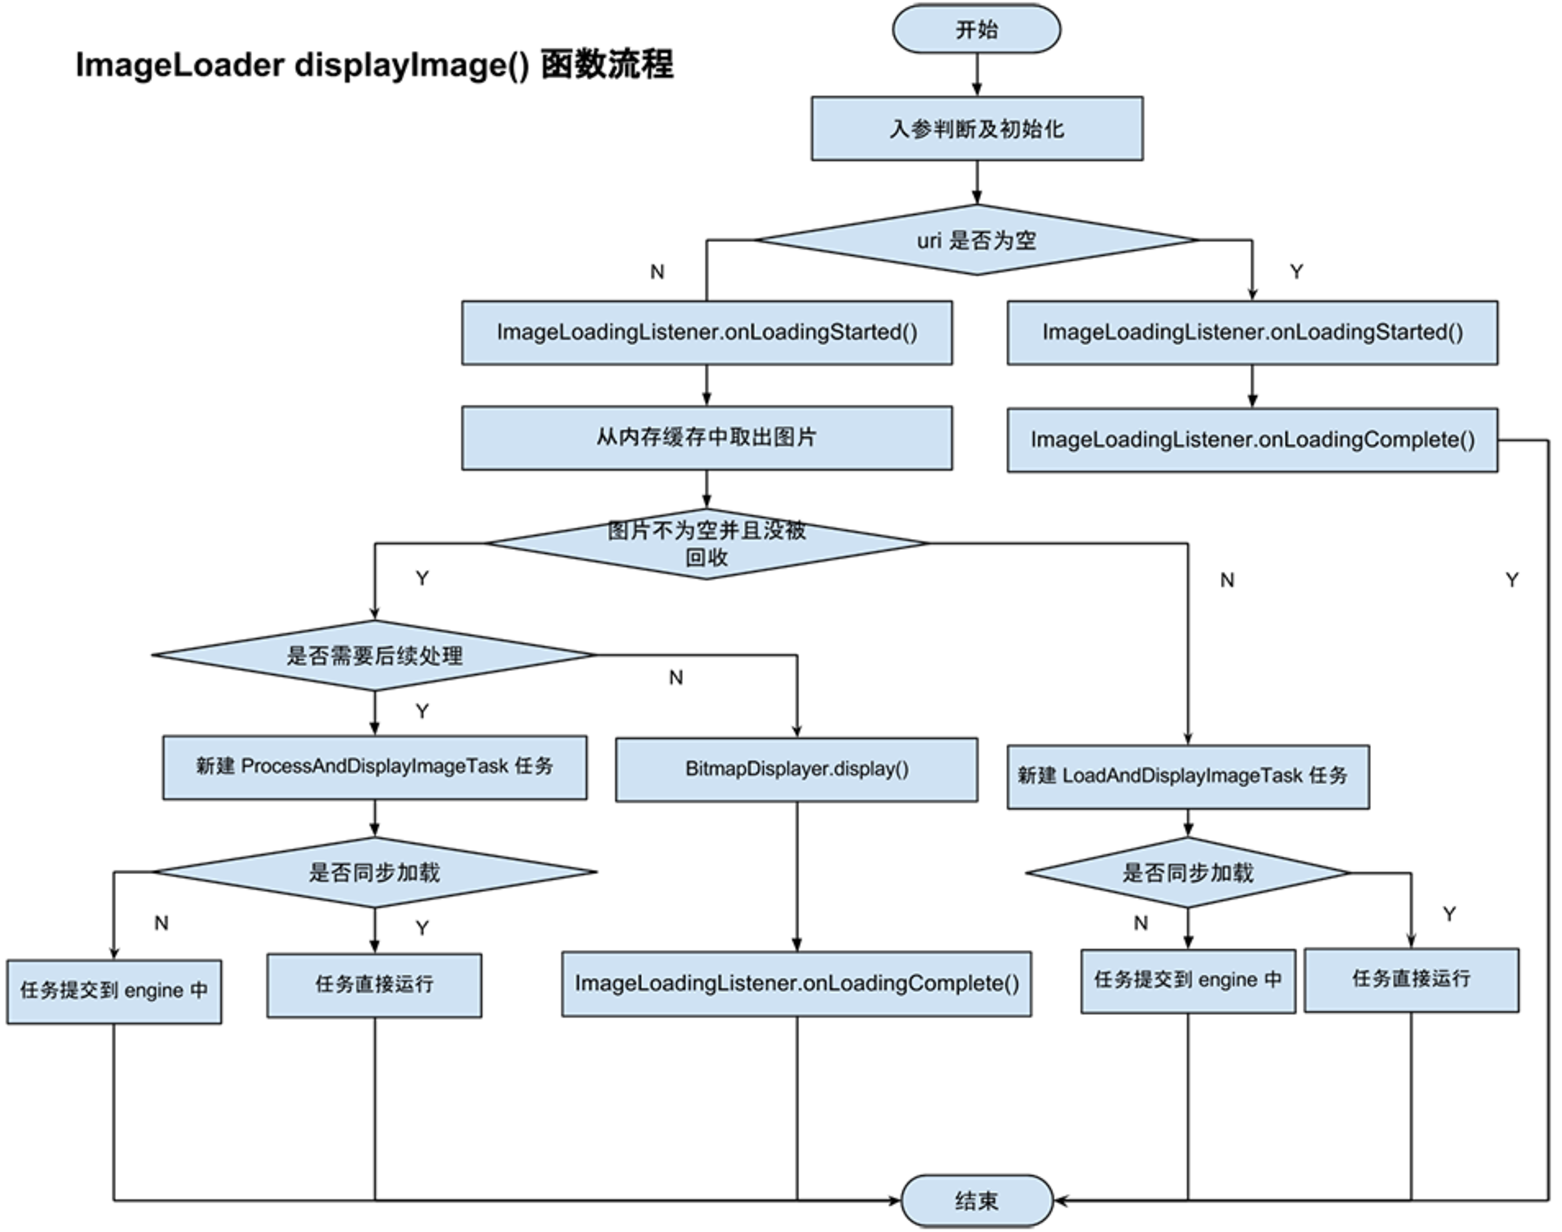 开始
ImageLoader displayImage() 函数流程
入参判断及初始化
uri 是否为空
N
Y
ImageLoadingListener.onLoadingStarted()
ImageLoadingListener.onLoadingStarted()
从内存缓存中取出图片
ImageLoadingListener.onLoadingComplete()
图片不为空并且没被
回收
Y
N
Y
是否需要后续处理
N
Y
新建 ProcessAndDisplayImageTask 任务
BitmapDisplayer.display()
新建 LoadAndDisplayImageTask 任务
是否同步加载
是否同步加载
N
Y
N
Y
任务提交到 engine 中
任务直接运行
ImageLoadingListener.onLoadingComplete()
任务提交到 engine 中
任务直接运行
结束